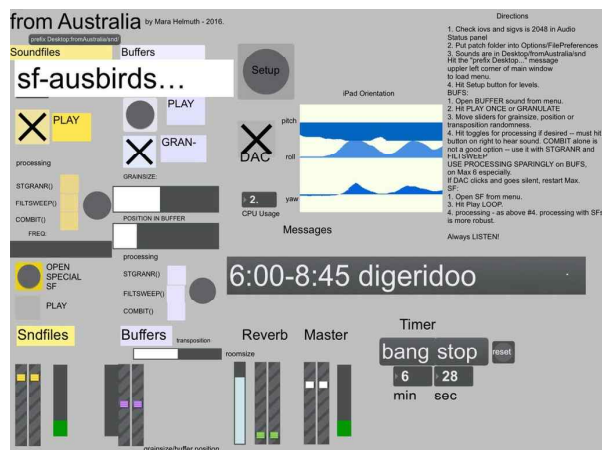 from Australia by Mara Helmuth - 2016.
prefix Desktop:fromAustralia/snd/
Soundfiles
Buffers
sf-ausbirds...
PLAY
PLAY
GRAN-
processing
GRAINSIZE:
STGRANR()
FILTSWEEP()
COMBIT()
FREQ:
POSITION IN BUFFER
processing
STGRANR()
FILTSWEEP()
COMBIT()
OPEN
SPECIAL
SF
PLAY
Setup
DAC
2.
CPU Usage
iPad Orientation
pitch
roll
yaw
Messages
6:00-8:45 digeridoo
Directions
1. Check iovs and sigvs is 2048 in Audio
Status panel
2. Put patch folder into Options/FilePreferences
3. Sounds are in Desktop/fromAustralia/snd
Hit the "prefix Desktop..." message
uppler left corner of main window
to load menu.
4. Hit Setup button for levels.
BUFS:
1. Open BUFFER sound from menu.
2. Hit PLAY ONCE or GRANULATE
3. Move sliders for grainsize, position or
transposition randomness.
4. Hit toggles for processing if desired -- must hit
button on right to hear sound. COMBIT alone is
not a good option -- use it with STGRANR and
FILTSWEEP
USE PROCESSING SPARINGLY on BUFS,
on Max 6 especially.
If DAC clicks and goes silent, restart Max.
SF:
1. Open SF from menu.
3. Hit Play LOOP.
4. processing - as above #4. processing with SFs
is more robust.
Always LISTEN!
Sndfiles
Buffers
transposition
Reverb
Master
roomsize
grainsize/buffer position
Timer
bang stop
reset
6
28
min
sec